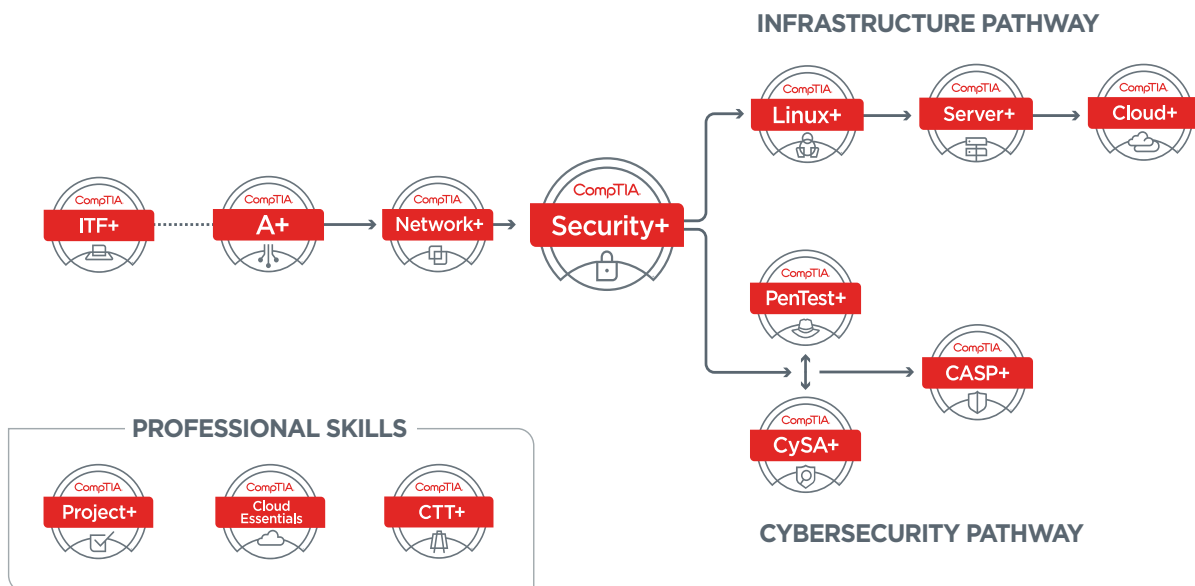 INFRASTRUCTURE PATHWAY
CompTIA.
Linux+
CompTIA.
Server+
CompTIA.
Cloud+
CompTIA.
ITF+
CompTIA.
A+
CompTIA.
Network+
CompTIA.
Security+
CompTIA.
PenTest+
CompTIA.
CASP+
CompTIA.
CySA+
CYBERSECURITY PATHWAY
PROFESSIONAL SKILLS
CompTIA.
Project+
CompTIA.
Cloud
Essentials
CompTIA.
CTT+